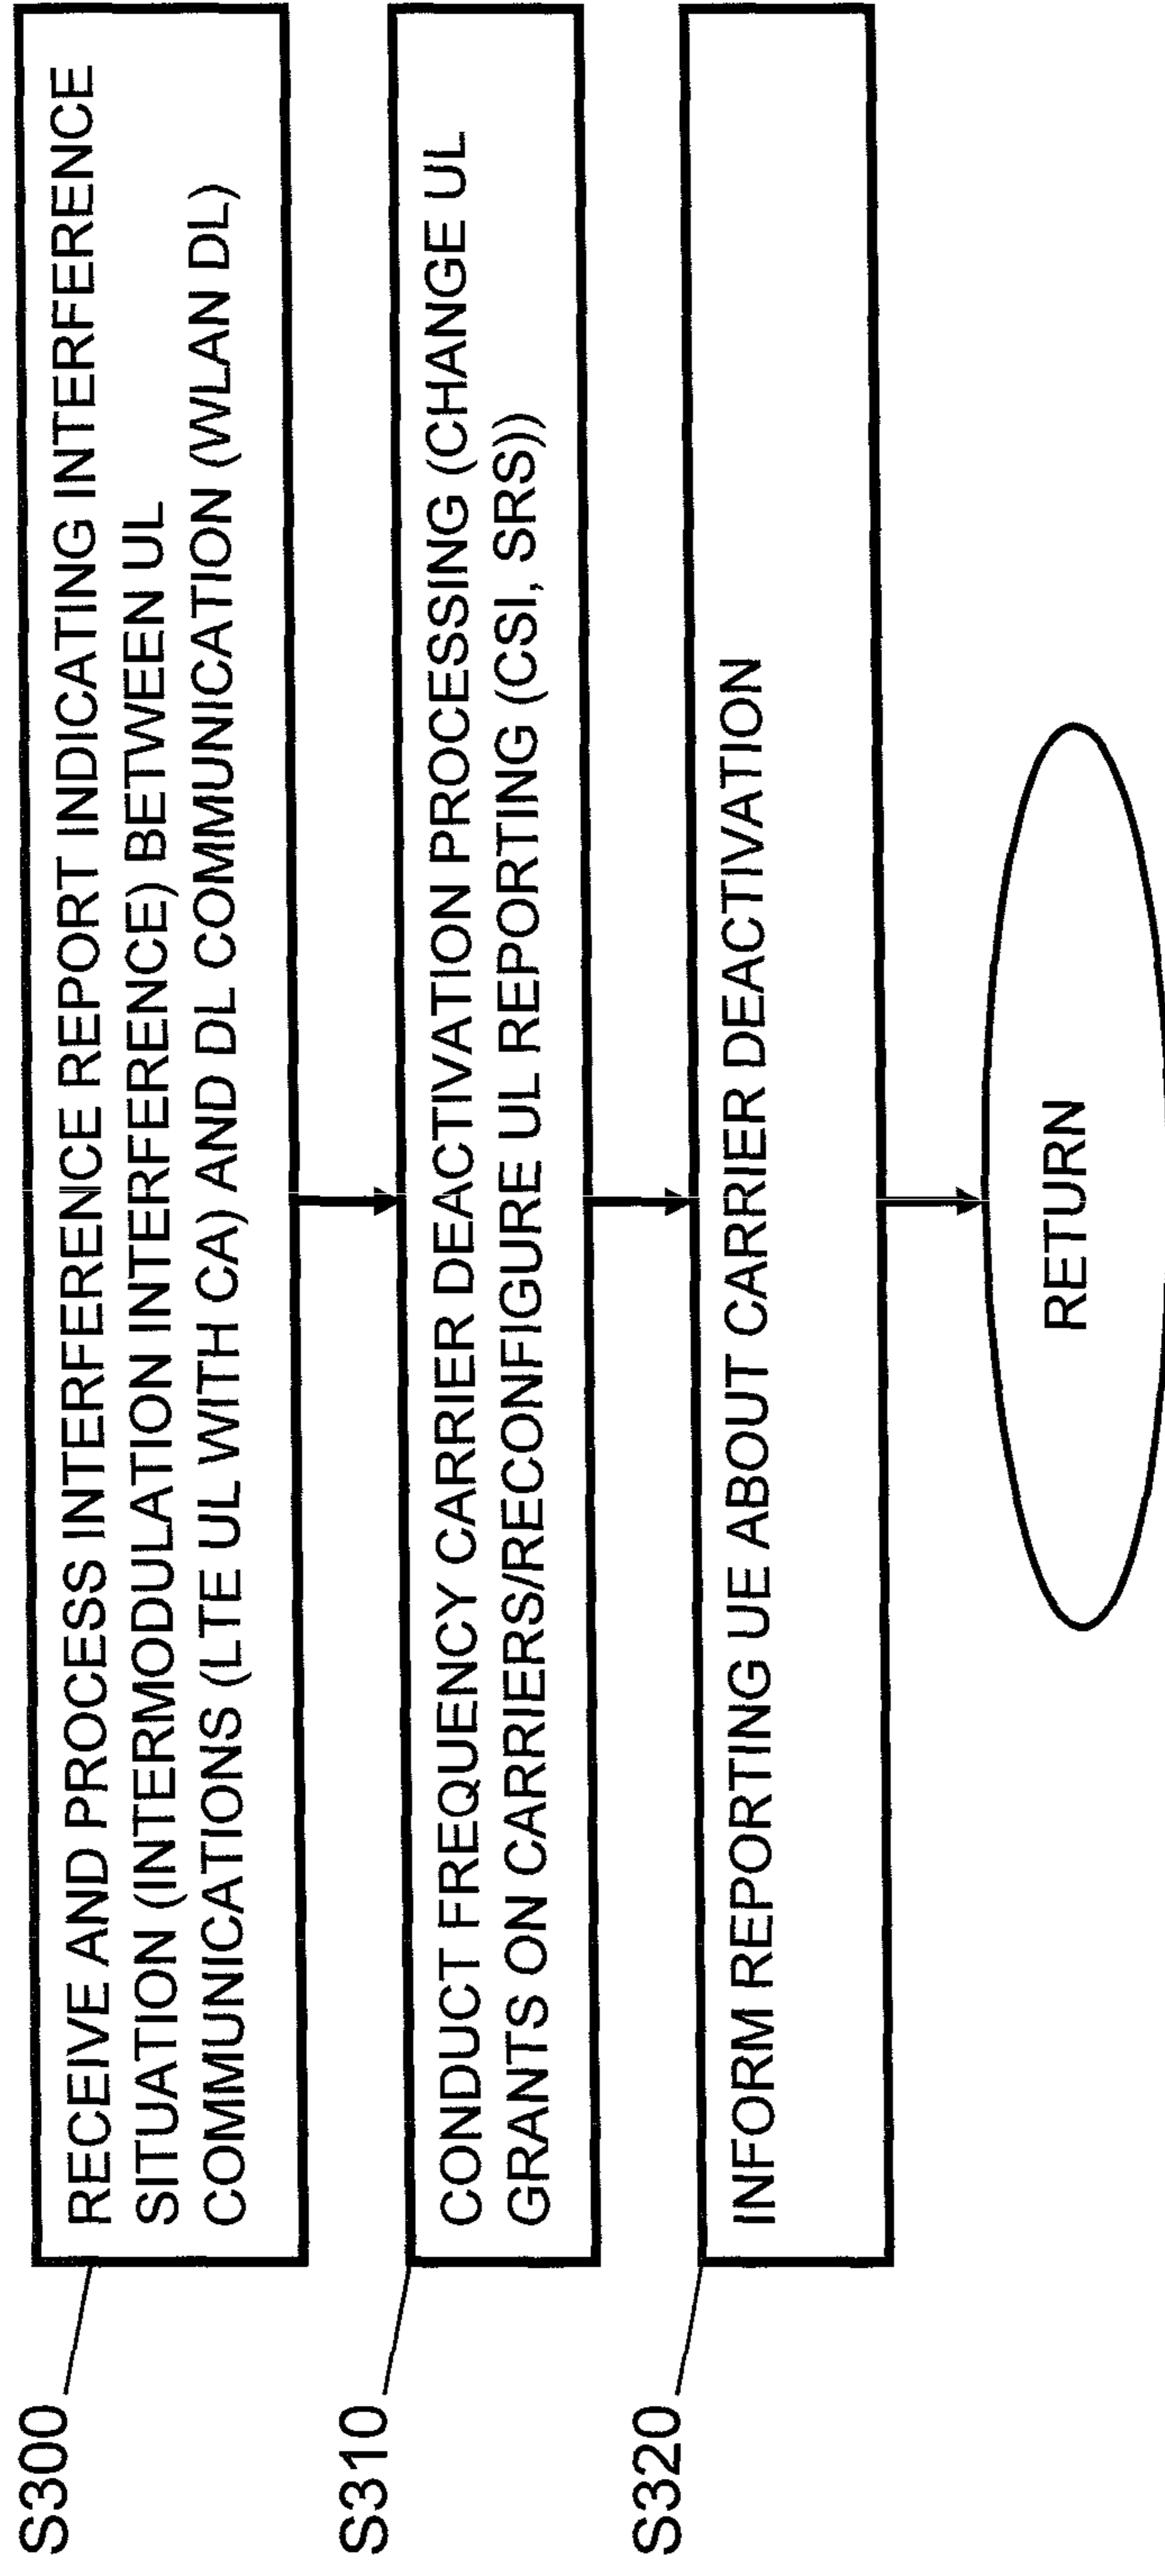 S300
RECEIVE AND PROCESS INTERFERENCE REPORT INDICATING INTERFERENCE
SITUATION (INTERMODULATION INTERFERENCE) BETWEEN UL
COMMUNICATIONS (LTE UL WITH CA) AND DL COMMUNICATION (WLAN DL)
S310
CONDUCT FREQUENCY CARRIER DEACTIVATION PROCESSING (CHANGE UL
GRANTS ON CARRIERS/RECONFIGURE UL REPORTING (CSI, SRS))
S320
INFORM REPORTING UE ABOUT CARRIER DEACTIVATION
RETURN